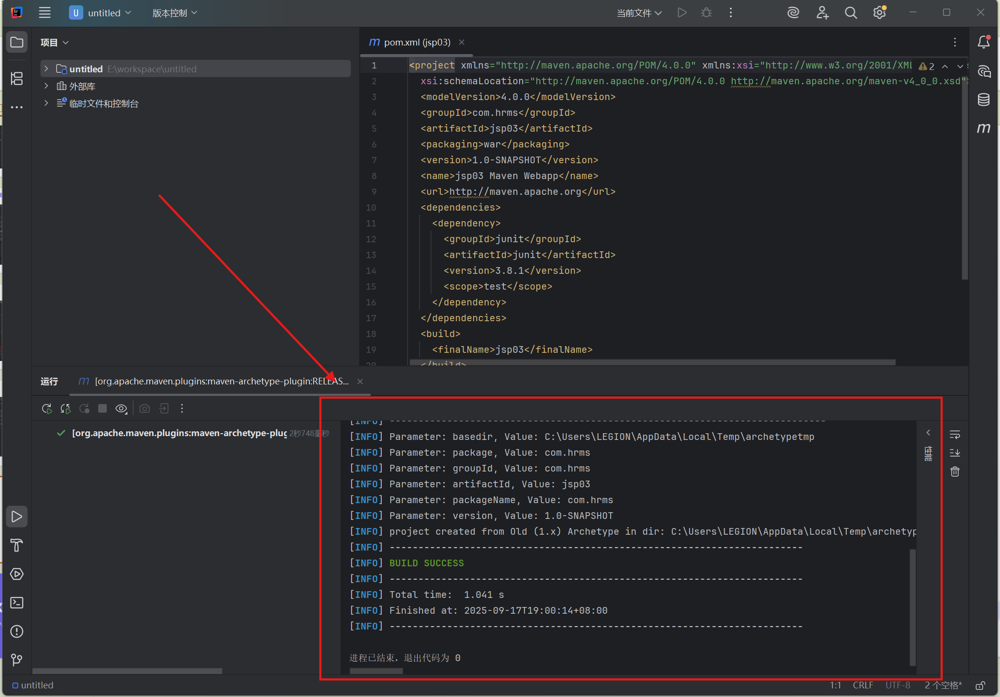 U untitled 版本控制 当前文件
项目
untitled E:\workspace\untitled
外部库
临时文件和控制台
m pom.xml (jsp03)
2
1 <project xmlns="http://maven.apache.org/POM/4.0.0" xmlns:xsi="http://www.w3.org/2001/XML
2 xsi:schemaLocation="http://maven.apache.org/POM/4.0.0 http://maven.apache.org/maven-v4_0_0.xsd">
3 <modelVersion>4.0.0</modelVersion>
4 <groupId>com.hrms</groupId>
5 <artifactId>jsp03</artifactId>
6 <packaging>war</packaging>
7 <version>1.0-SNAPSHOT</version>
8 <name>jsp03 Maven Webapp</name>
9 <url>http://maven.apache.org</url>
10 <dependencies>
11 <dependency>
12 <groupId>junit</groupId>
13 <artifactId>junit</artifactId>
14 <version>3.8.1</version>
15 <scope>test</scope>
16 </dependency>
17 </dependencies>
18 <build>
19 <finalName>jsp03</finalName>
20 </build>
m
运行 m [org.apache.maven.plugins:maven-archetype-plugin:RELEAS...
[org.apache.maven.plugins:maven-archetype-plug 2秒748毫秒
[INFO] ----------------------------------------------------------------------------
[INFO] Parameter: basedir, Value: C:\Users\LEGION\AppData\Local\Temp\archetypetmp
[INFO] Parameter: package, Value: com.hrms
[INFO] Parameter: groupId, Value: com.hrms
[INFO] Parameter: artifactId, Value: jsp03
[INFO] Parameter: packageName, Value: com.hrms
[INFO] Parameter: version, Value: 1.0-SNAPSHOT
[INFO] project created from Old (1.x) Archetype in dir: C:\Users\LEGION\AppData\Local\Temp\archetyp
[INFO] ------------------------------------------------------------------------
[INFO] BUILD SUCCESS
[INFO] ------------------------------------------------------------------------
[INFO] Total time:  1.041 s
[INFO] Finished at: 2025-09-17T19:00:14+08:00
[INFO] ------------------------------------------------------------------------
进程已结束，退出代码为 0
性能
untitled 1:1 CRLF UTF-8 2 个空格*